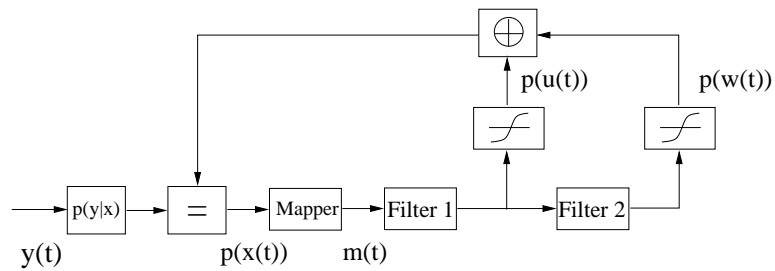 p(u(t))
p(w(t))
p(y|x)
=
Mapper
Filter 1
Filter 2
y(t)
p(x(t))
m(t)